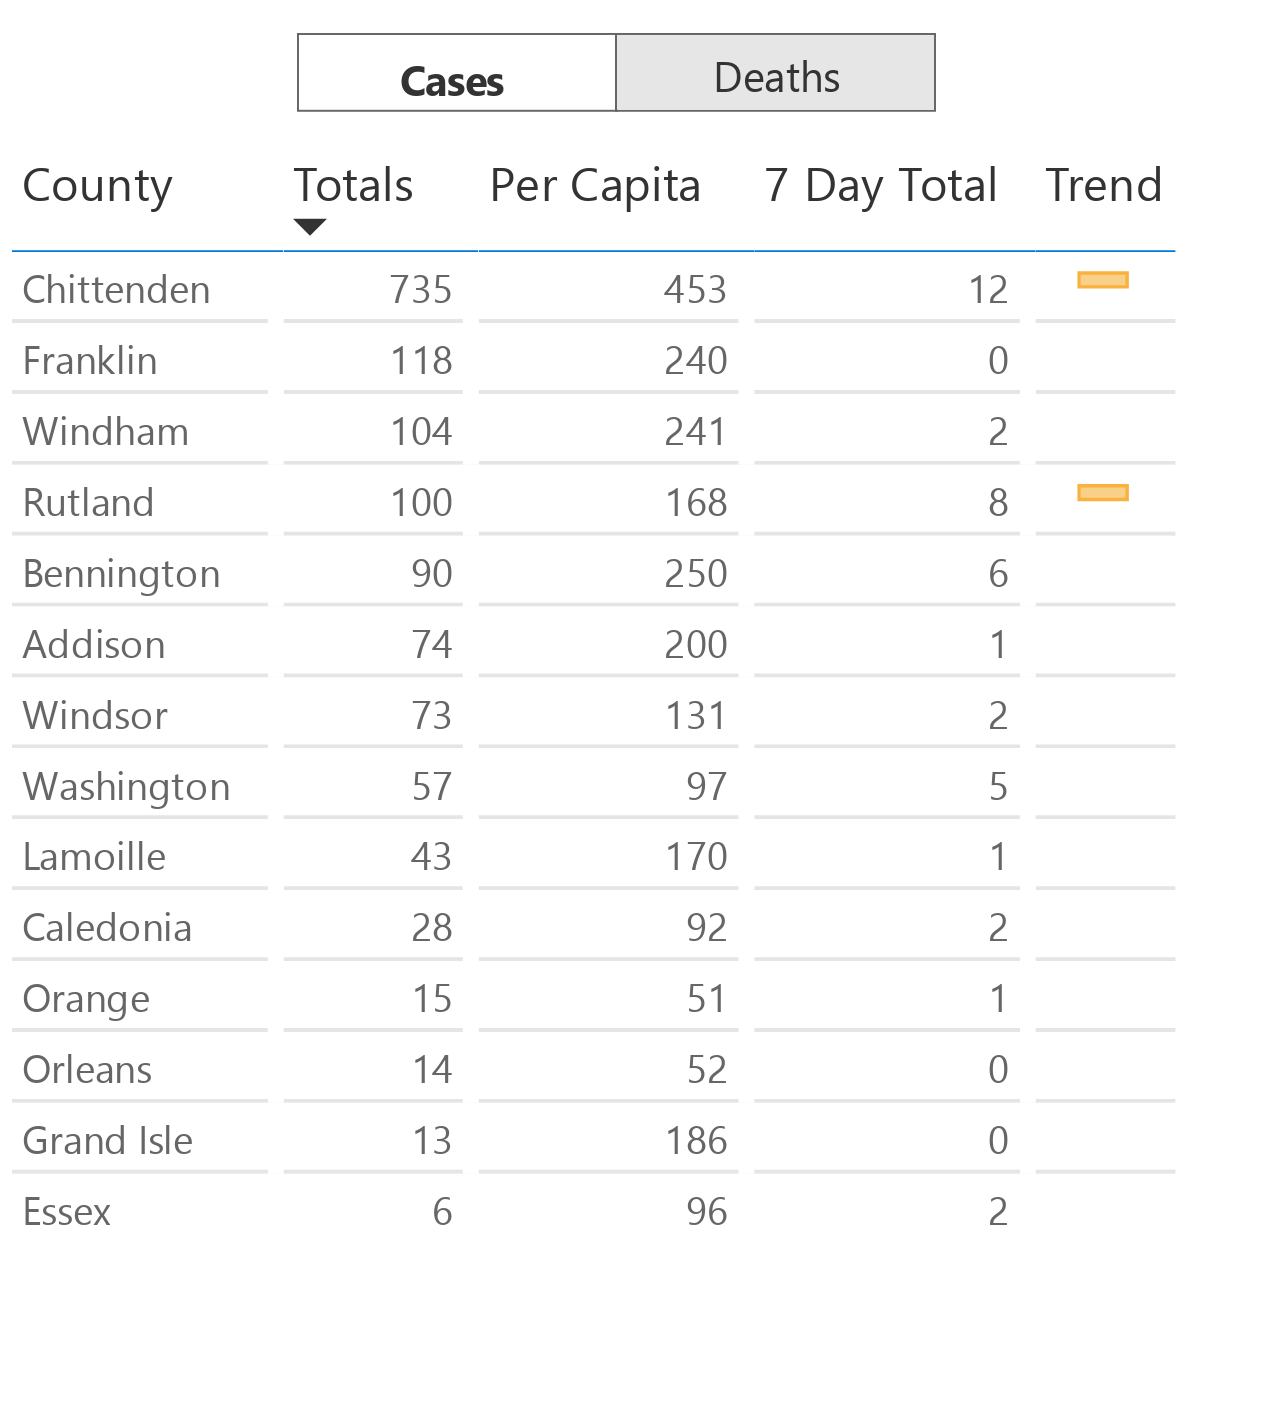 Cases Deaths
County Totals Per Capita 7 Day Total Trend
Chittenden 735 453 12
Franklin 118 240 0
Windham 104 241 2
Rutland 100 168 8
Bennington 90 250 6
Addison 74 200 1
Windsor 73 131 2
Washington 57 97 5
Lamoille 43 170 1
Caledonia 28 92 2
Orange 15 51 1
Orleans 14 52 0
Grand Isle 13 186 0
Essex 6 96 2